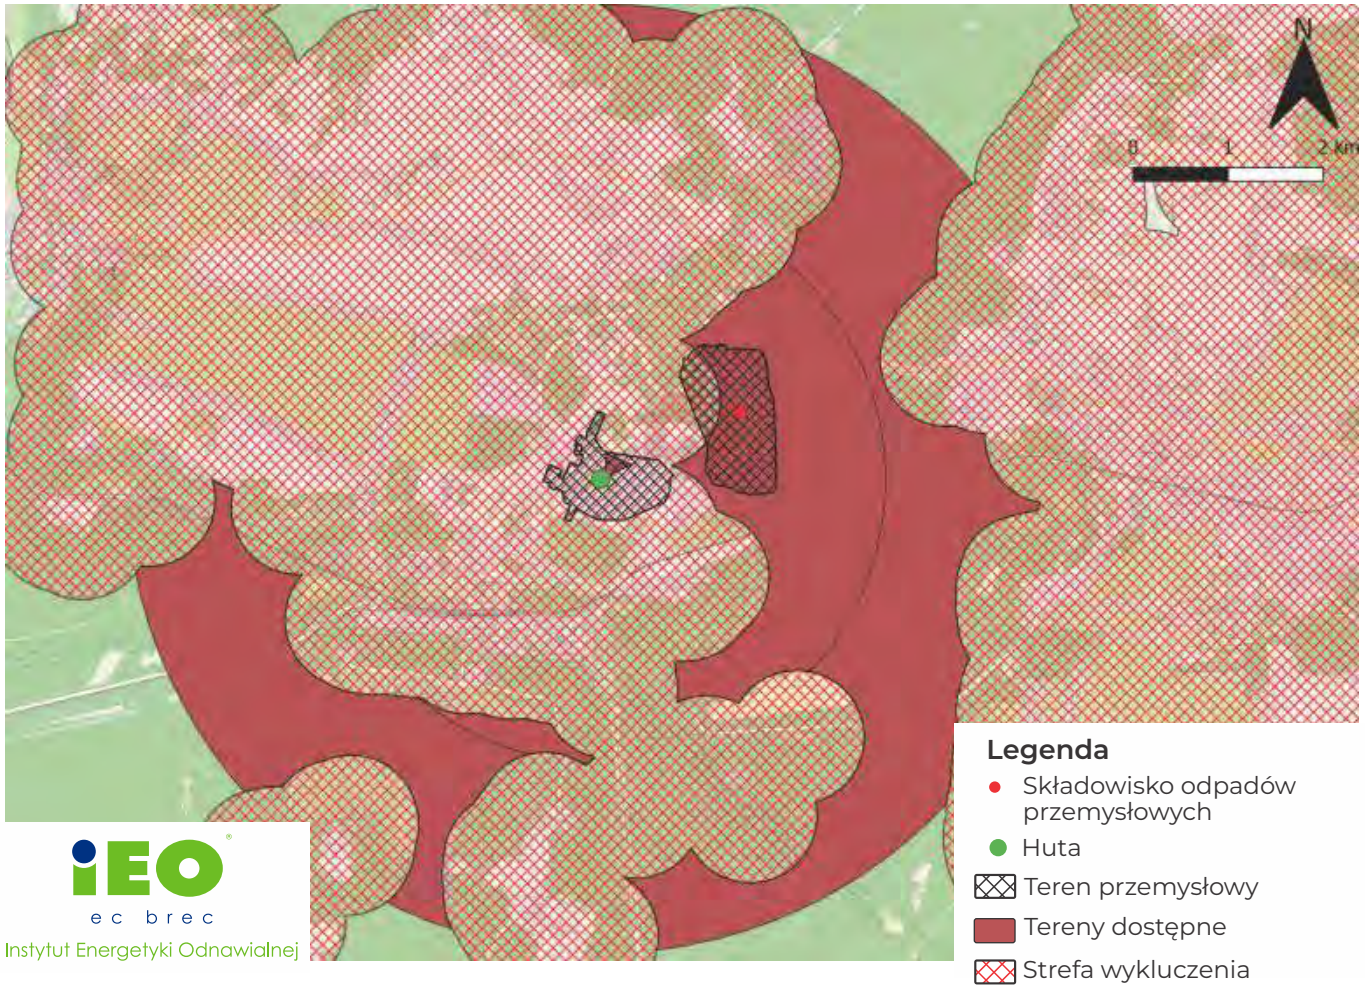 N
0 1 2 km
Legenda
Składowisko odpadów
przemysłowych
Huta
Teren przemysłowy
Tereny dostępne
Strefa wykluczenia
iEO®
ec brec
Instytut Energetyki Odnawialnej